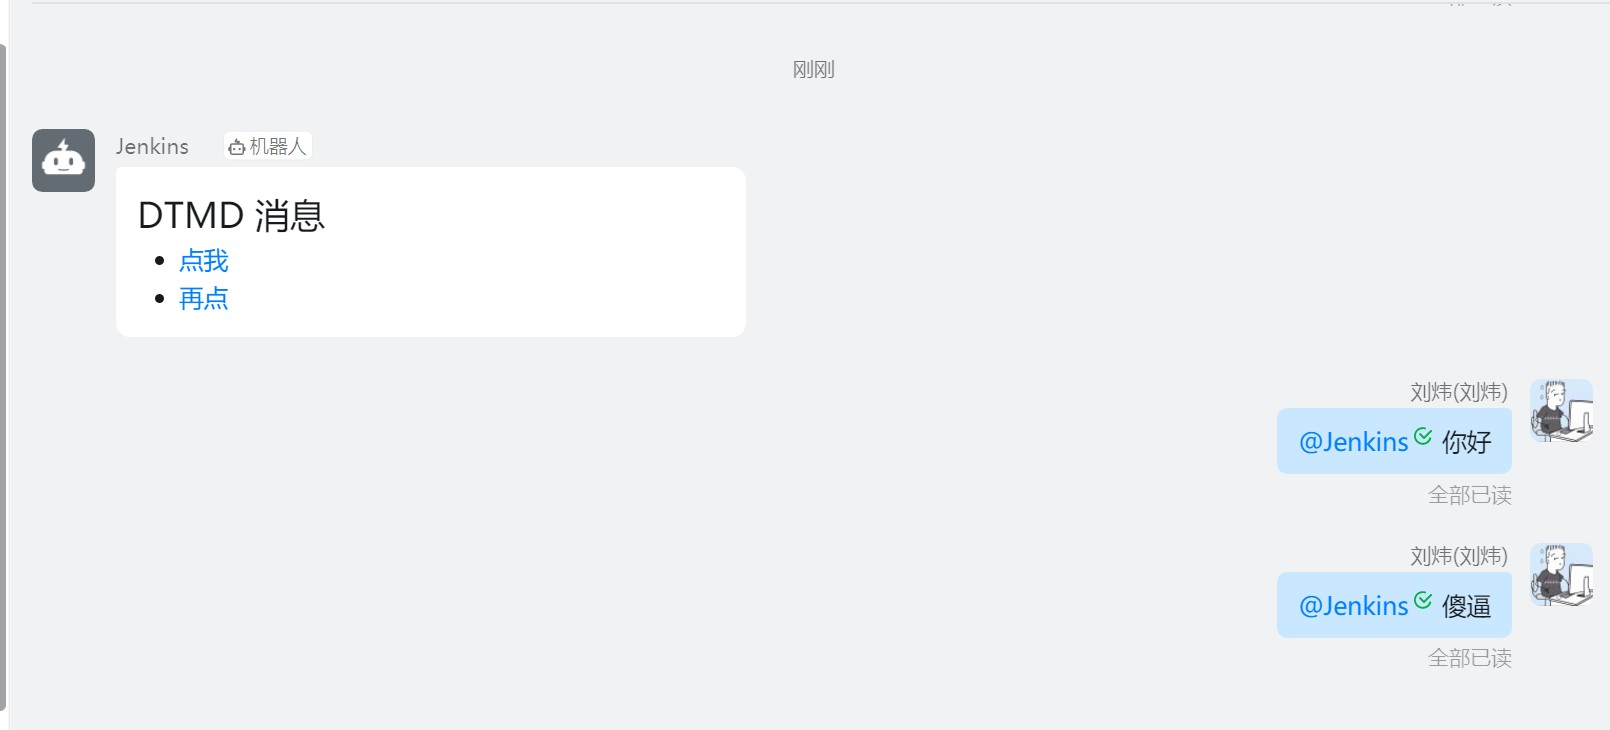 刚刚
Jenkins 机器人
DTMD 消息
点我
再点
刘炜(刘炜)
@Jenkins 你好
全部已读
刘炜(刘炜)
@Jenkins 傻逼
全部已读